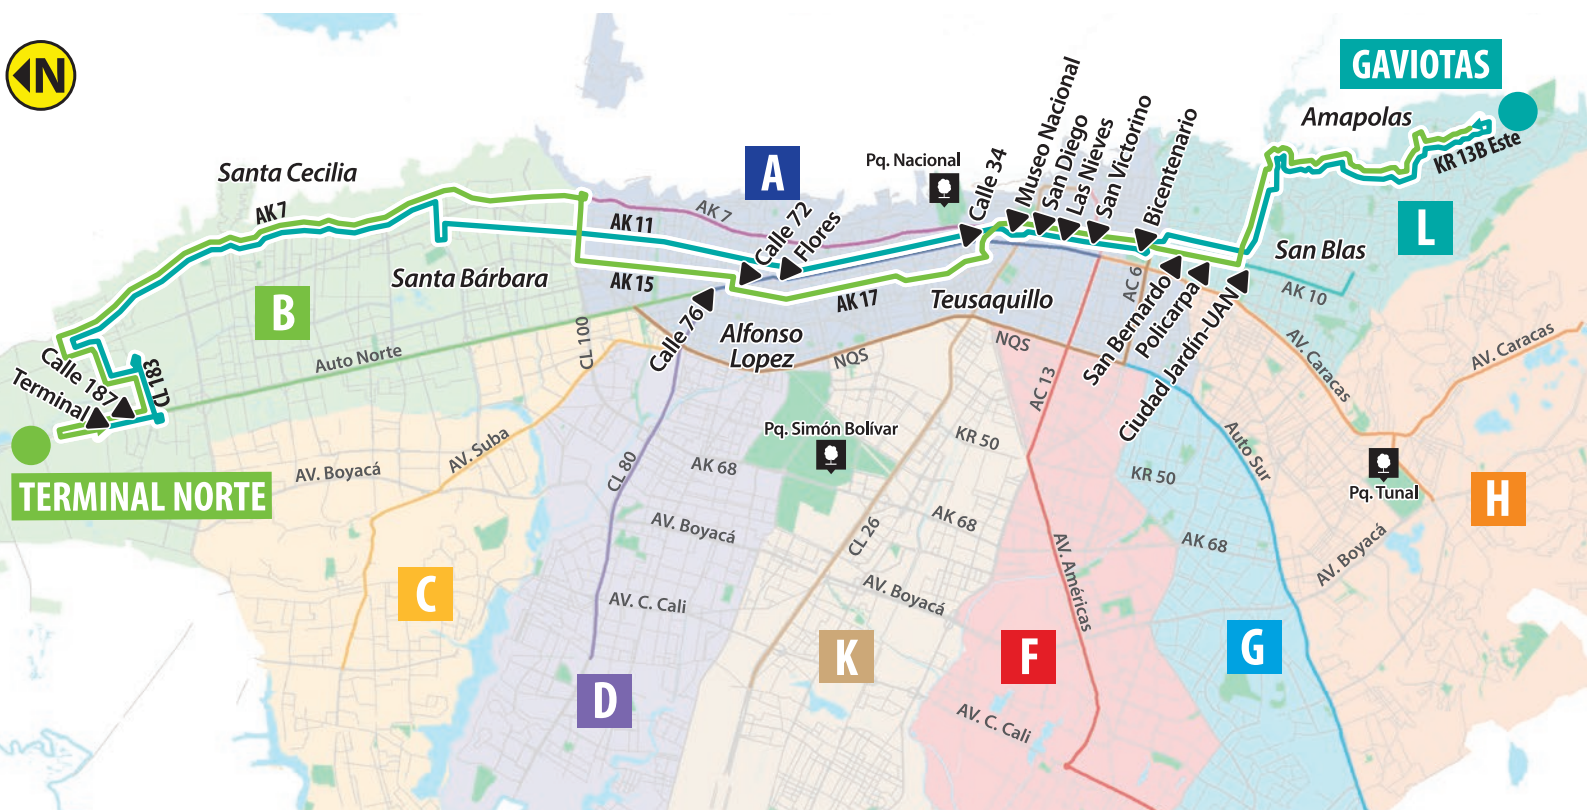 N
GAVIOTAS
Amapolas
KR 13B Este
L
San Blas
AK 10
Santa Cecilia
AK 7
A
AK 7
Pq. Nacional
Calle 34
Museo Nacional
San Diego
Las Nieves
San Victorino
Bicentenario
AK 11
Calle 72
Flores
Santa Bárbara
AK 15
AK 17
Teusaquillo
AC 6
B
Auto Norte
CL 100
Calle 76
Alfonso
Lopez
NQS
NQS
AC 13
San Bernardo
Policarpa
Ciudad Jardín-UAN
AV. Caracas
AV. Caracas
CL 183
Calle 187
Terminal
TERMINAL NORTE
AV. Boyacá
AV. Suba
CL 80
AK 68
Pq. Simón Bolívar
KR 50
KR 50
Auto Sur
Pq. Tunal
H
AV. Boyacá
CL 26
AK 68
AV. Boyacá
AV. Américas
AK 68
AV. Boyacá
C
AV. C. Cali
D
K
F
G
AV. C. Cali